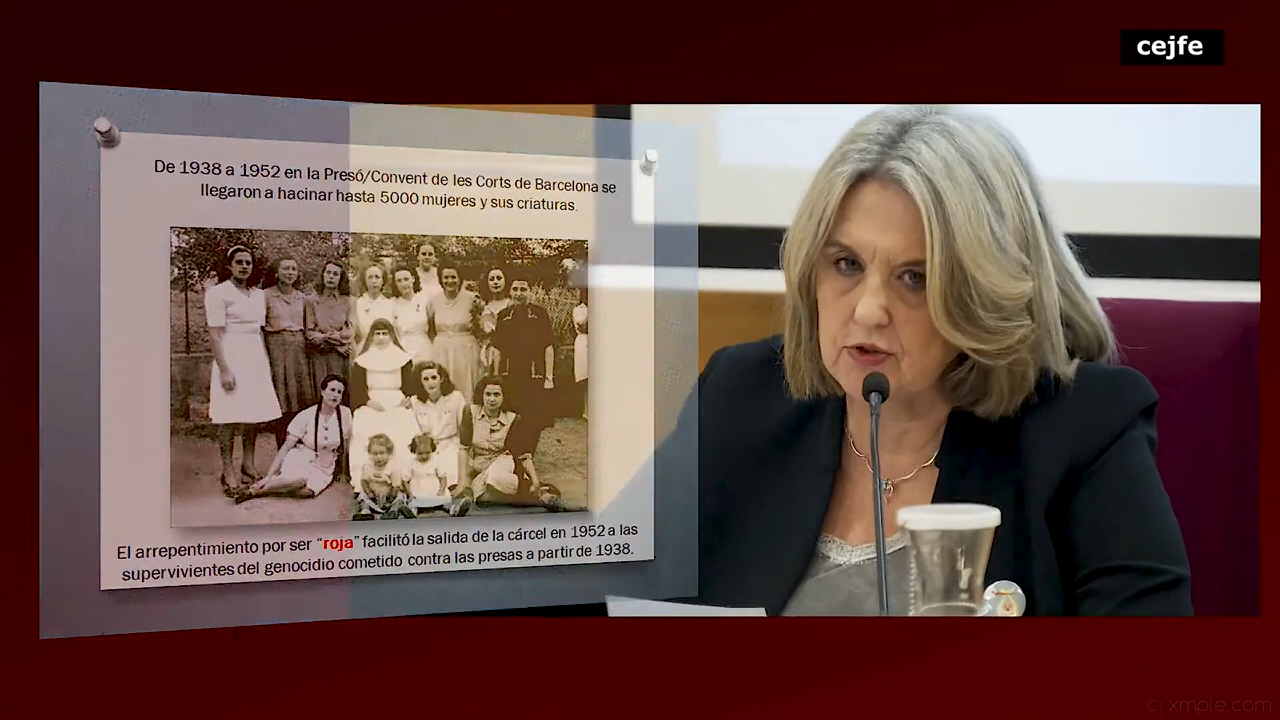 cejfe
De 1938 a 1952 en la Presó/Convent de les Corts de Barcelona se
llegaron a hacinar hasta 5000 mujeres y sus criaturas.
El arrepentimiento por ser “roja” facilitó la salida de la cárcel en 1952 a las
supervivientes del genocidio cometido contra las presas a partir de 1938.
© xmple.com